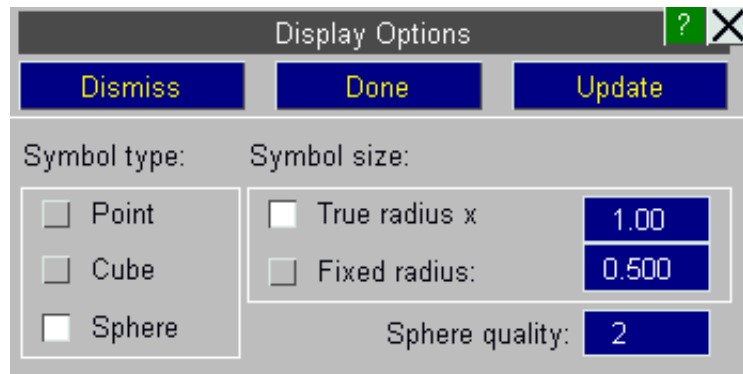 Display Options ? X
Dismiss Done Update
Symbol type: Symbol size:
Point True radius x 1.00
Cube Fixed radius: 0.500
Sphere Sphere quality: 2